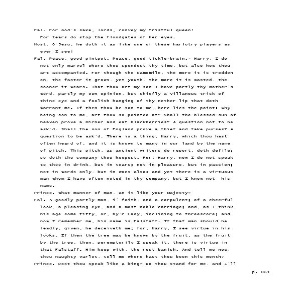 Fal. For God's sake, lords, convey my tristful queen!
For tears do stop the floodgates of her eyes.
Host. O Jesu, he doth it as like one of these harlotry players as
ever I see!
Fal. Peace, good pintpot. Peace, good tickle-brain.- Harry, I do
not only marvel where thou spendest thy time, but also how thou
art accompanied. For though the camomile, the more it is trodden
on, the faster it grows, yet youth, the more it is wasted, the
sooner it wears. That thou art my son I have partly thy mother's
word, partly my own opinion, but chiefly a villanous trick of
thine eye and a foolish hanging of thy nether lip that doth
warrant me. If then thou be son to me, here lies the point: why,
being son to me, art thou so pointed at? Shall the blessed sun of
heaven prove a micher and eat blackberries? A question not to be
ask'd. Shall the son of England prove a thief and take purses? A
question to be ask'd. There is a thing, Harry, which thou hast
often heard of, and it is known to many in our land by the name
of pitch. This pitch, as ancient writers do report, doth defile;
so doth the company thou keepest. For, Harry, now I do not speak
to thee in drink, but in tears; not in pleasure, but in passion;
not in words only, but in woes also: and yet there is a virtuous
man whom I have often noted in thy company, but I know not his
name.
Prince. What manner of man, an it like your Majesty?
Fal. A goodly portly man, i' faith, and a corpulent; of a cheerful
look, a pleasing eye, and a most noble carriage; and, as I think,
his age some fifty, or, by'r Lady, inclining to threescore; and
now I remember me, his name is Falstaff. If that man should be
lewdly given, he deceiveth me; for, Harry, I see virtue in his
looks. If then the tree may be known by the fruit, as the fruit
by the tree, then, peremptorily I speak it, there is virtue in
that Falstaff. Him keep with, the rest banish. And tell me now,
thou naughty varlet, tell me where hast thou been this month?
Prince. Dost thou speak like a king? Do thou stand for me, and I'll